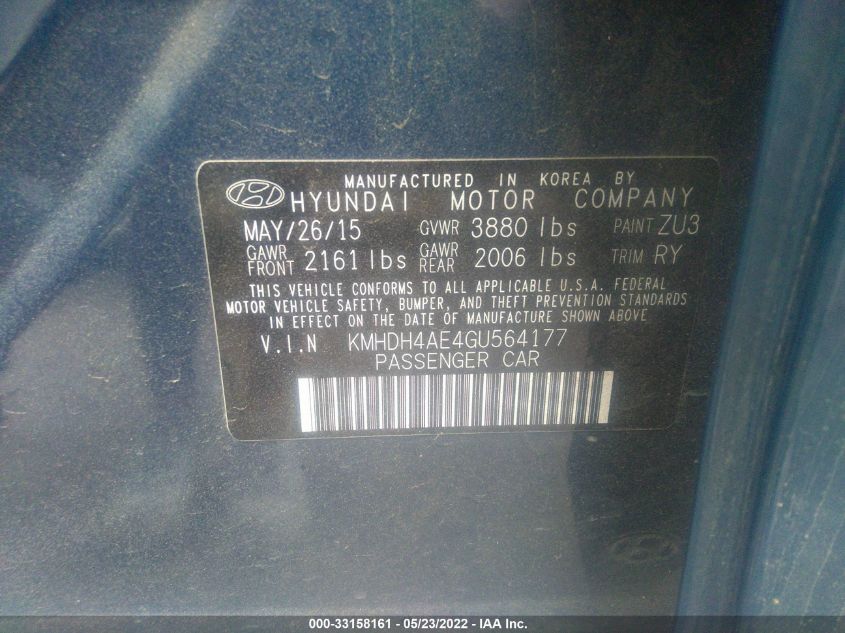 MANUFACTURED IN KOREA BY
HYUNDAI MOTOR COMPANY
MAY/26/15 GVWR 3880 lbs PAINT ZU3
GAWR FRONT 2161 lbs GAWR REAR 2006 lbs TRIM RY
THIS VEHICLE CONFORMS TO ALL APPLICABLE U.S.A. FEDERAL
MOTOR VEHICLE SAFETY, BUMPER, AND THEFT PREVENTION STANDARDS
IN EFFECT ON THE DATE OF MANUFACTURE SHOWN ABOVE
V.I.N KMHDH4AE4GU564177
PASSENGER CAR
000-33158161 - 05/23/2022 - IAA Inc.